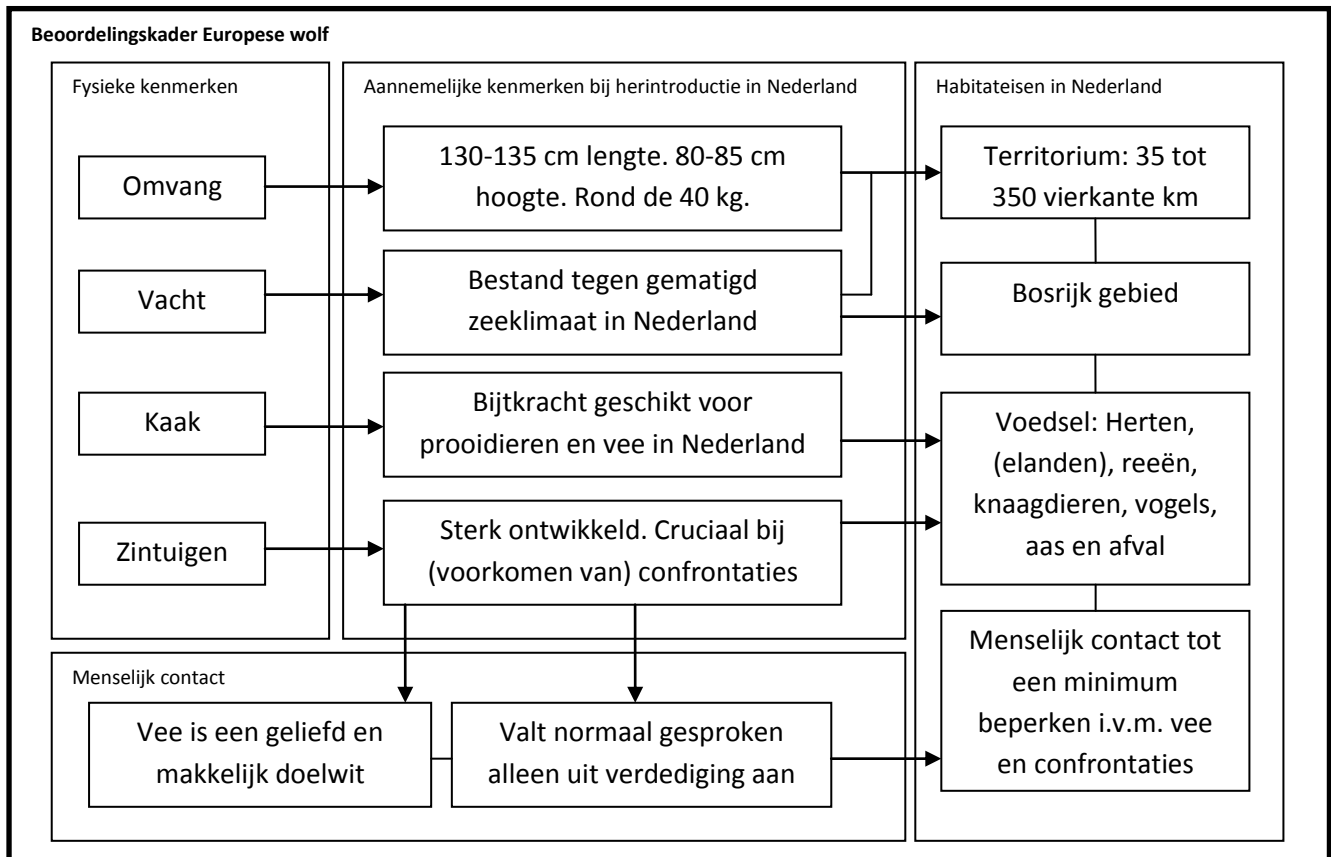 Beoordelingskader Europese wolf
Fysieke kenmerken
Omvang
Vacht
Kaak
Zintuigen
Aannemelijke kenmerken bij herintroductie in Nederland
130-135 cm lengte. 80-85 cm
hoogte. Rond de 40 kg.
Bestand tegen gematigd
zeeklimaat in Nederland
Bijtkracht geschikt voor
prooidieren en vee in Nederland
Sterk ontwikkeld. Cruciaal bij
(voorkomen van) confrontaties
Habitateisen in Nederland
Territorium: 35 tot
350 vierkante km
Bosrijk gebied
Voedsel: Herten,
(elanden), reeën,
knaagdieren, vogels,
aas en afval
Menselijk contact tot
een minimum
beperken i.v.m. vee
en confrontaties
Menselijk contact
Vee is een geliefd en
makkelijk doelwit
Valt normaal gesproken
alleen uit verdediging aan